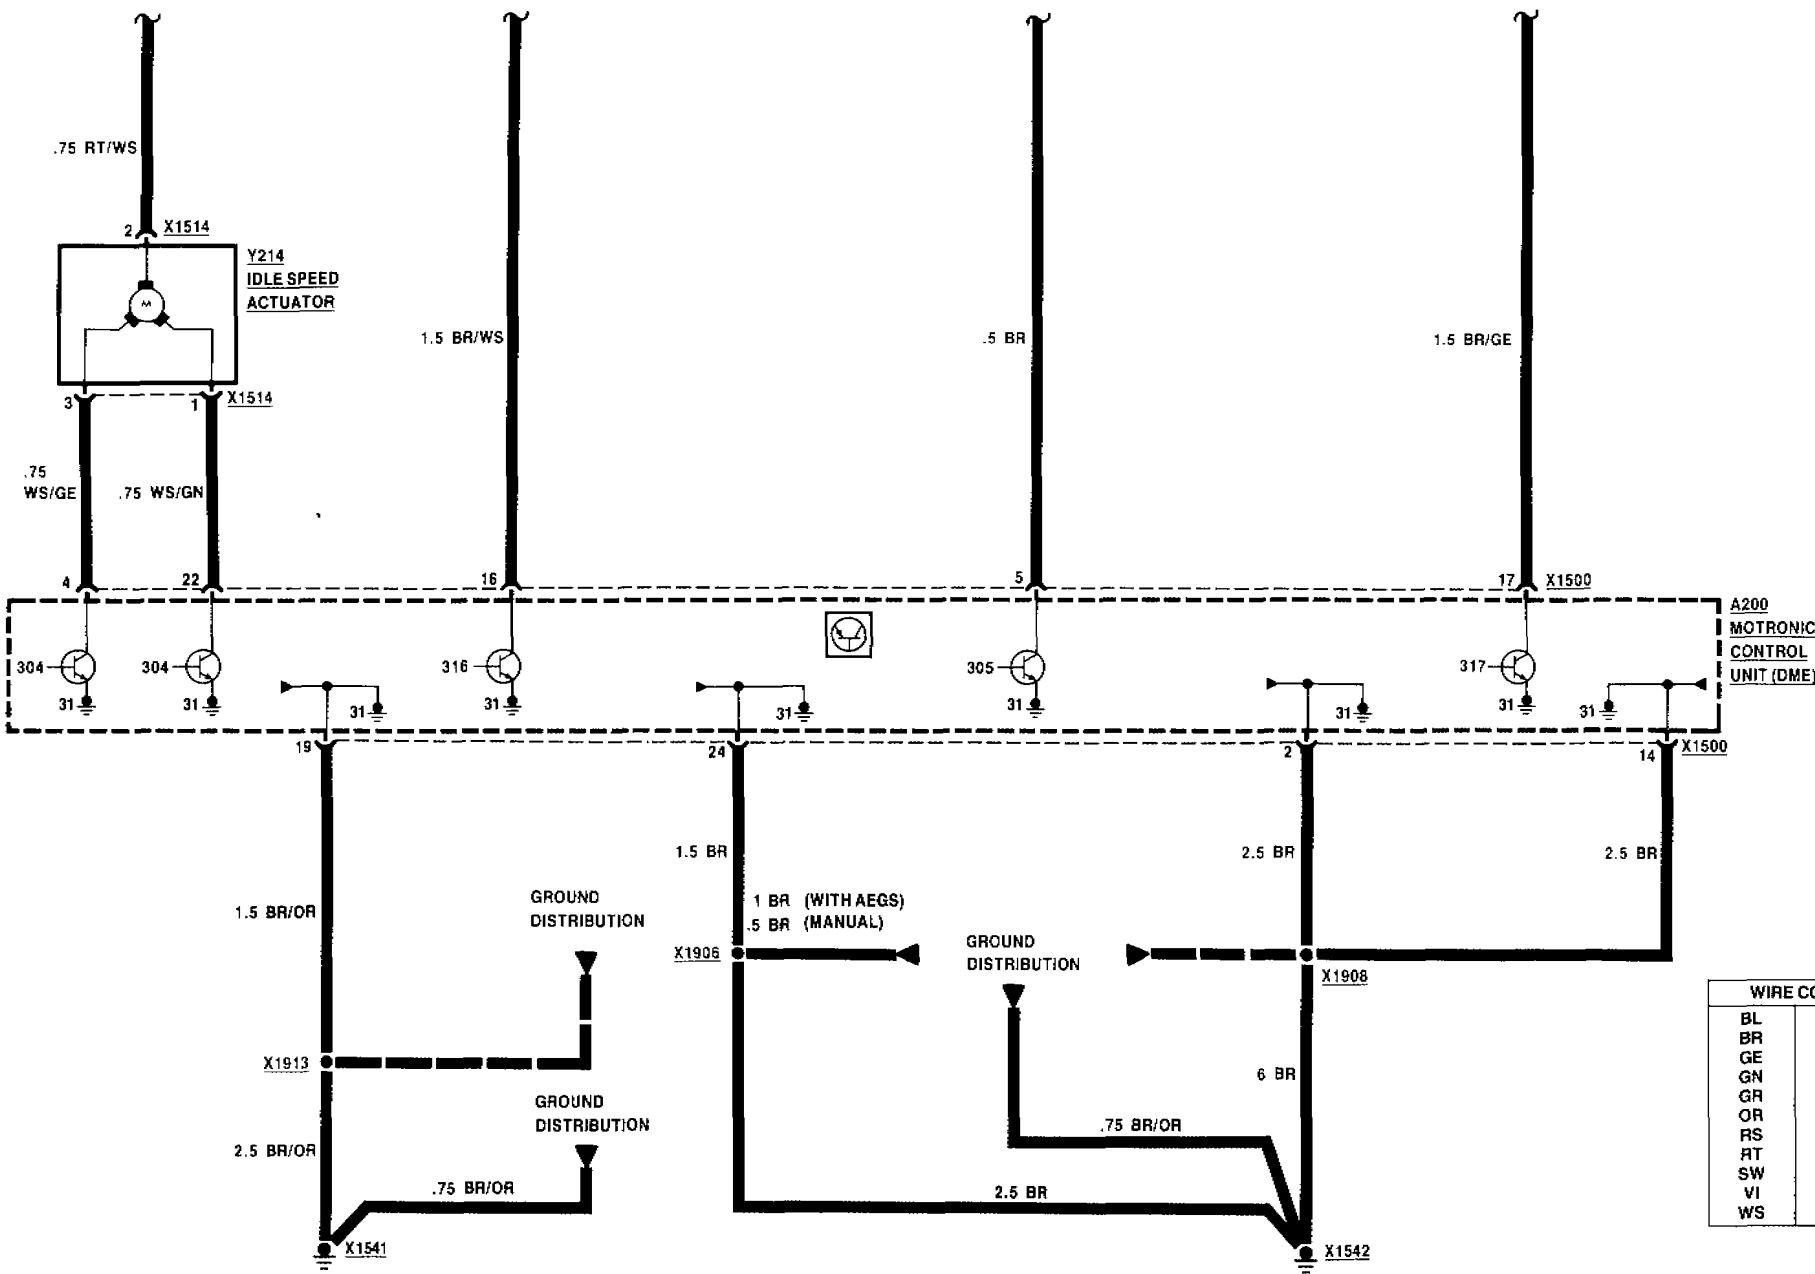 .75 RT/WS
2 X1514
Y214
IDLE SPEED
ACTUATOR
M
1.5 BR/WS
.5 BR
1.5 BR/GE
3
1
X1514
.75
WS/GE
.75 WS/GN
4
22
16
5
17
X1500
A200
MOTRONIC
CONTROL
UNIT (DME)
304
304
316
305
317
31
31
31
31
31
31
31
31
31
19
24
2
14
X1500
1.5 BR
2.5 BR
2.5 BR
1.5 BR/OR
GROUND
DISTRIBUTION
1 BR (WITH AEGS)
.5 BR (MANUAL)
X1906
GROUND
DISTRIBUTION
X1908
X1913
6 BR
GROUND
DISTRIBUTION
2.5 BR/OR
.75 BR/OR
.75 BR/OR
2.5 BR
X1541
X1542
WIRE CO
BL
BR
GE
GN
GR
OR
RS
RT
SW
VI
WS